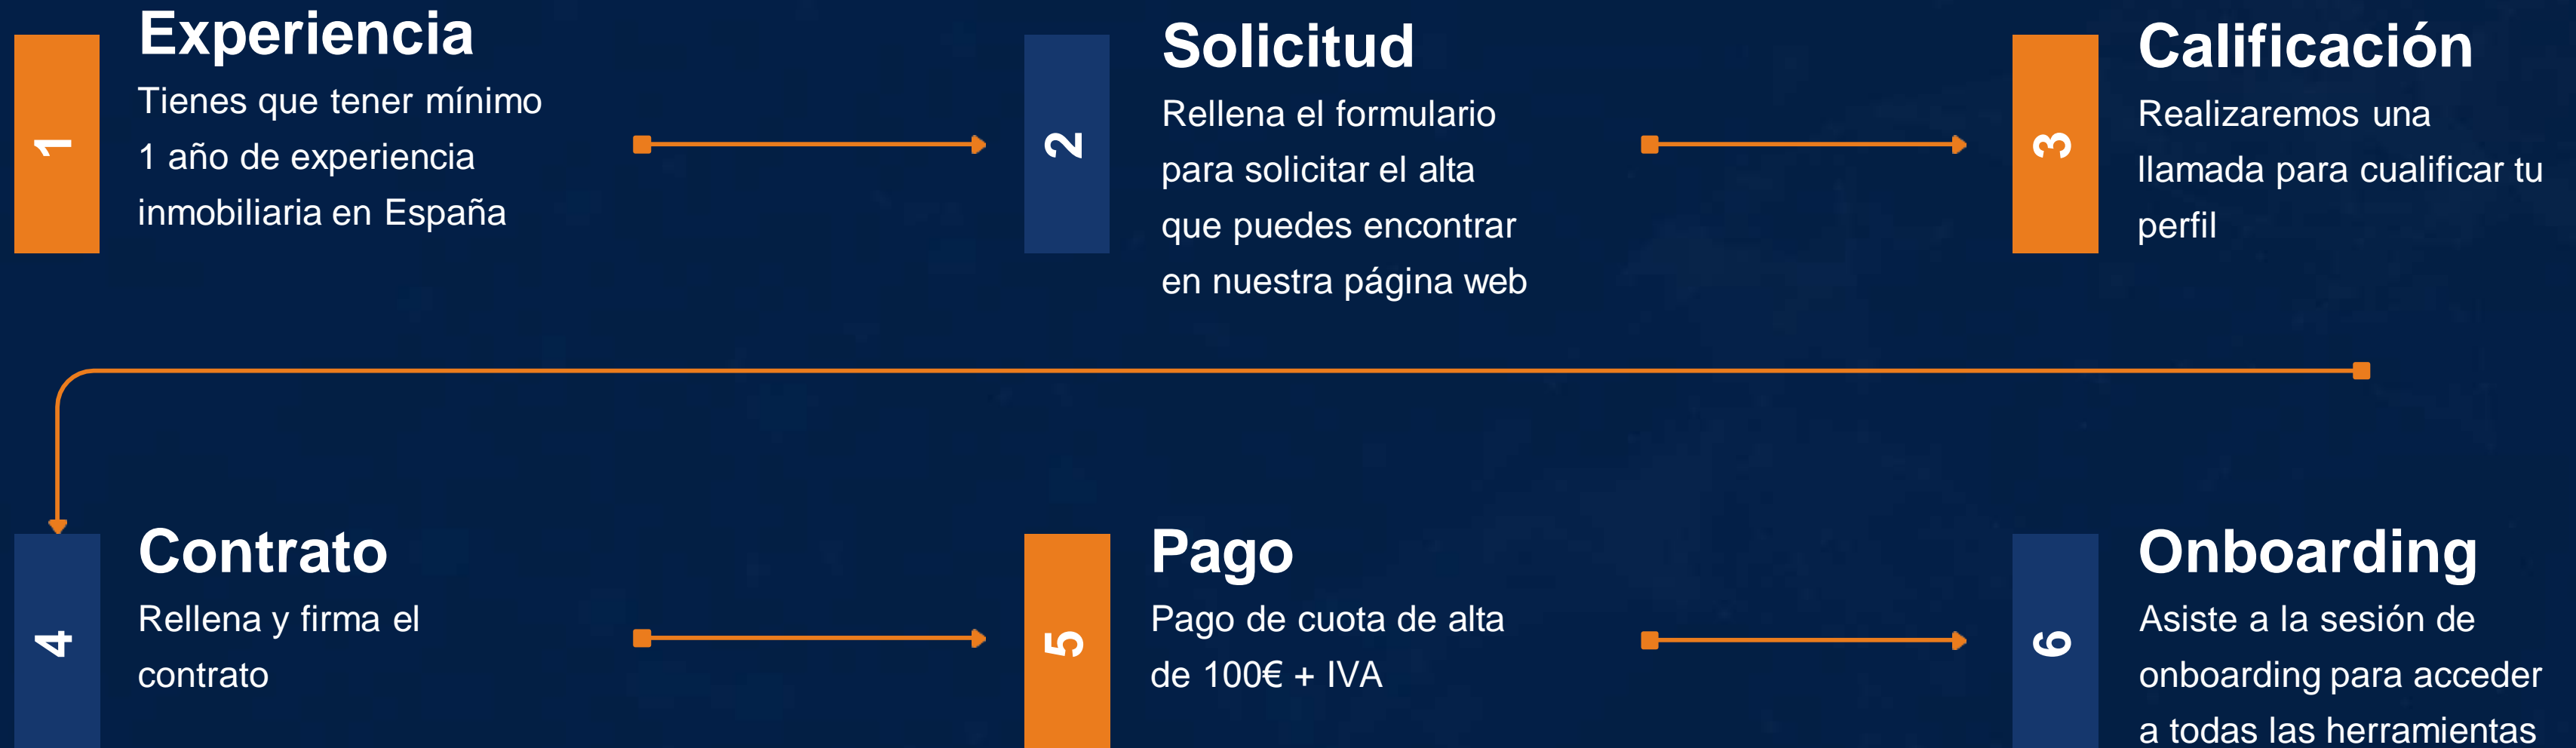 1
Experiencia
Tienes que tener mínimo
1 año de experiencia
inmobiliaria en España
2
Solicitud
Rellena el formulario
para solicitar el alta
que puedes encontrar
en nuestra página web
3
Calificación
Realizaremos una
llamada para cualificar tu
perfil
4
Contrato
Rellena y firma el
contrato
5
Pago
Pago de cuota de alta
de 100€ + IVA
6
Onboarding
Asiste a la sesión de
onboarding para acceder
a todas las herramientas